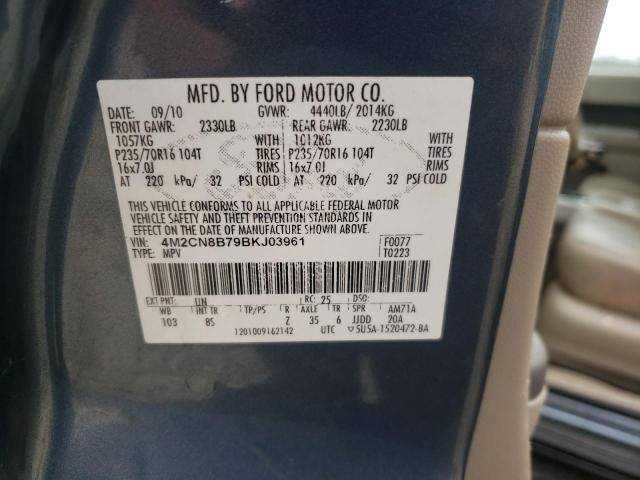 MFD. BY FORD MOTOR CO.
DATE: 09/10 GVWR: 4440LB/ 2014KG
FRONT GAWR: 2330LB REAR GAWR: 2230LB
1057KG WITH 1012KG WITH
P235/70R16 104T TIRES P235/70R16 104T TIRES
16x7.0J RIMS 16x7.0J RIMS
AT 220 kPa/ 32 PSI COLD AT 220 kPa/ 32 PSI COLD
THIS VEHICLE CONFORMS TO ALL APPLICABLE FEDERAL MOTOR
VEHICLE SAFETY AND THEFT PREVENTION STANDARDS IN
EFFECT ON THE DATE OF MANUFACTURE SHOWN ABOVE.
VIN: 4M2CN8B79BKJ03961 F0077
TYPE: MPV T0223
EXT PNT: UN RC: 25 DSO:
WB INT TR TP/PS R AXLE TR SPR AM71A
103 85 Z 35 6 JJDD 20A
1201009162142 UTC 5U5A-1520472-BA